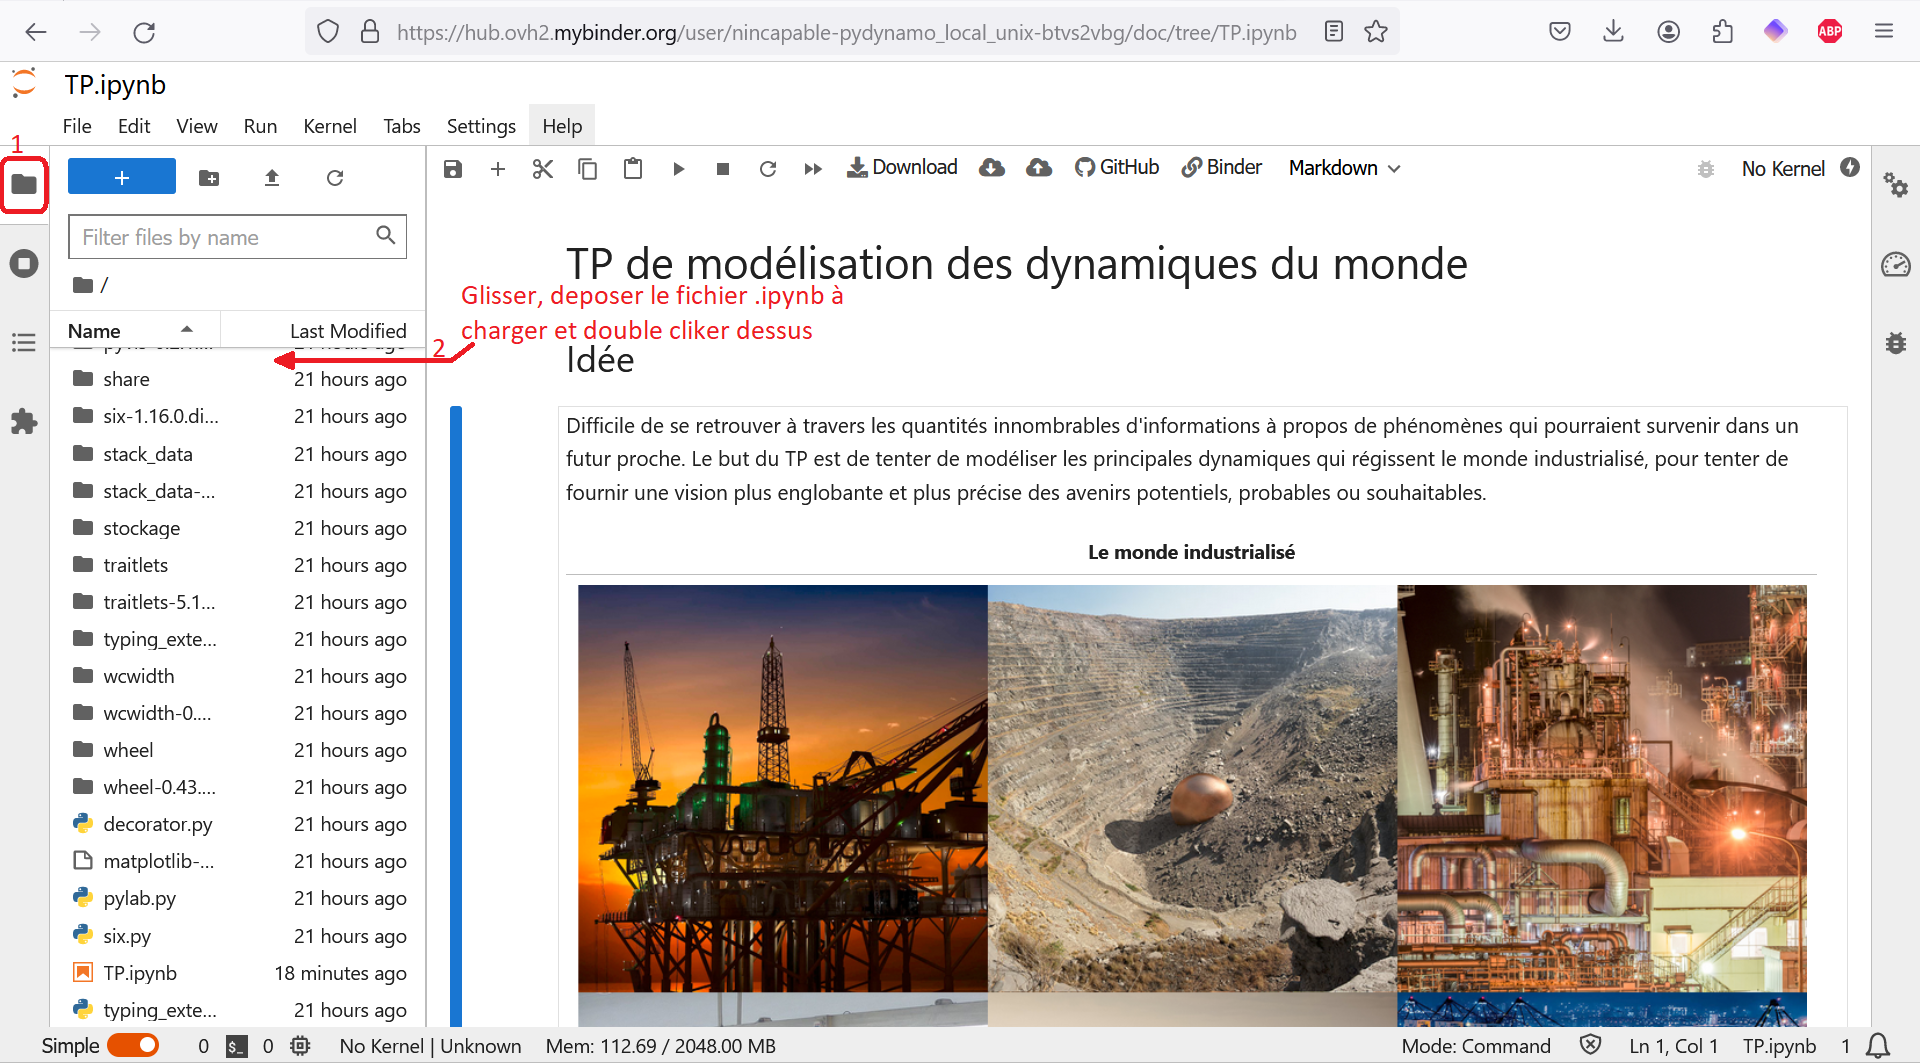 https://hub.ovh2.mybinder.org/user/nincapable-pydynamo_local_unix-btvs2vbg/doc/tree/TP.ipynb
ABP
TP.ipynb
File Edit View Run Kernel Tabs Settings Help
1
+
Download GitHub Binder Markdown No Kernel
Filter files by name
/
TP de modélisation des dynamiques du monde
Glisser, deposer le fichier .ipynb à
charger et double cliker dessus
Name Last Modified
2
Idée
share 21 hours ago
six-1.16.0.di... 21 hours ago
stack_data 21 hours ago
stack_data-... 21 hours ago
stockage 21 hours ago
traitlets 21 hours ago
traitlets-5.1... 21 hours ago
typing_exte... 21 hours ago
wcwidth 21 hours ago
wcwidth-0.... 21 hours ago
wheel 21 hours ago
wheel-0.43.... 21 hours ago
decorator.py 21 hours ago
matplotlib-... 21 hours ago
pylab.py 21 hours ago
six.py 21 hours ago
TP.ipynb 18 minutes ago
typing_exte... 21 hours ago
Difficile de se retrouver à travers les quantités innombrables d'informations à propos de phénomènes qui pourraient survenir dans un
futur proche. Le but du TP est de tenter de modéliser les principales dynamiques qui régissent le monde industrialisé, pour tenter de
fournir une vision plus englobante et plus précise des avenirs potentiels, probables ou souhaitables.
Le monde industrialisé
Simple 0 $_ 0 No Kernel | Unknown Mem: 112.69 / 2048.00 MB Mode: Command Ln 1, Col 1 TP.ipynb 1